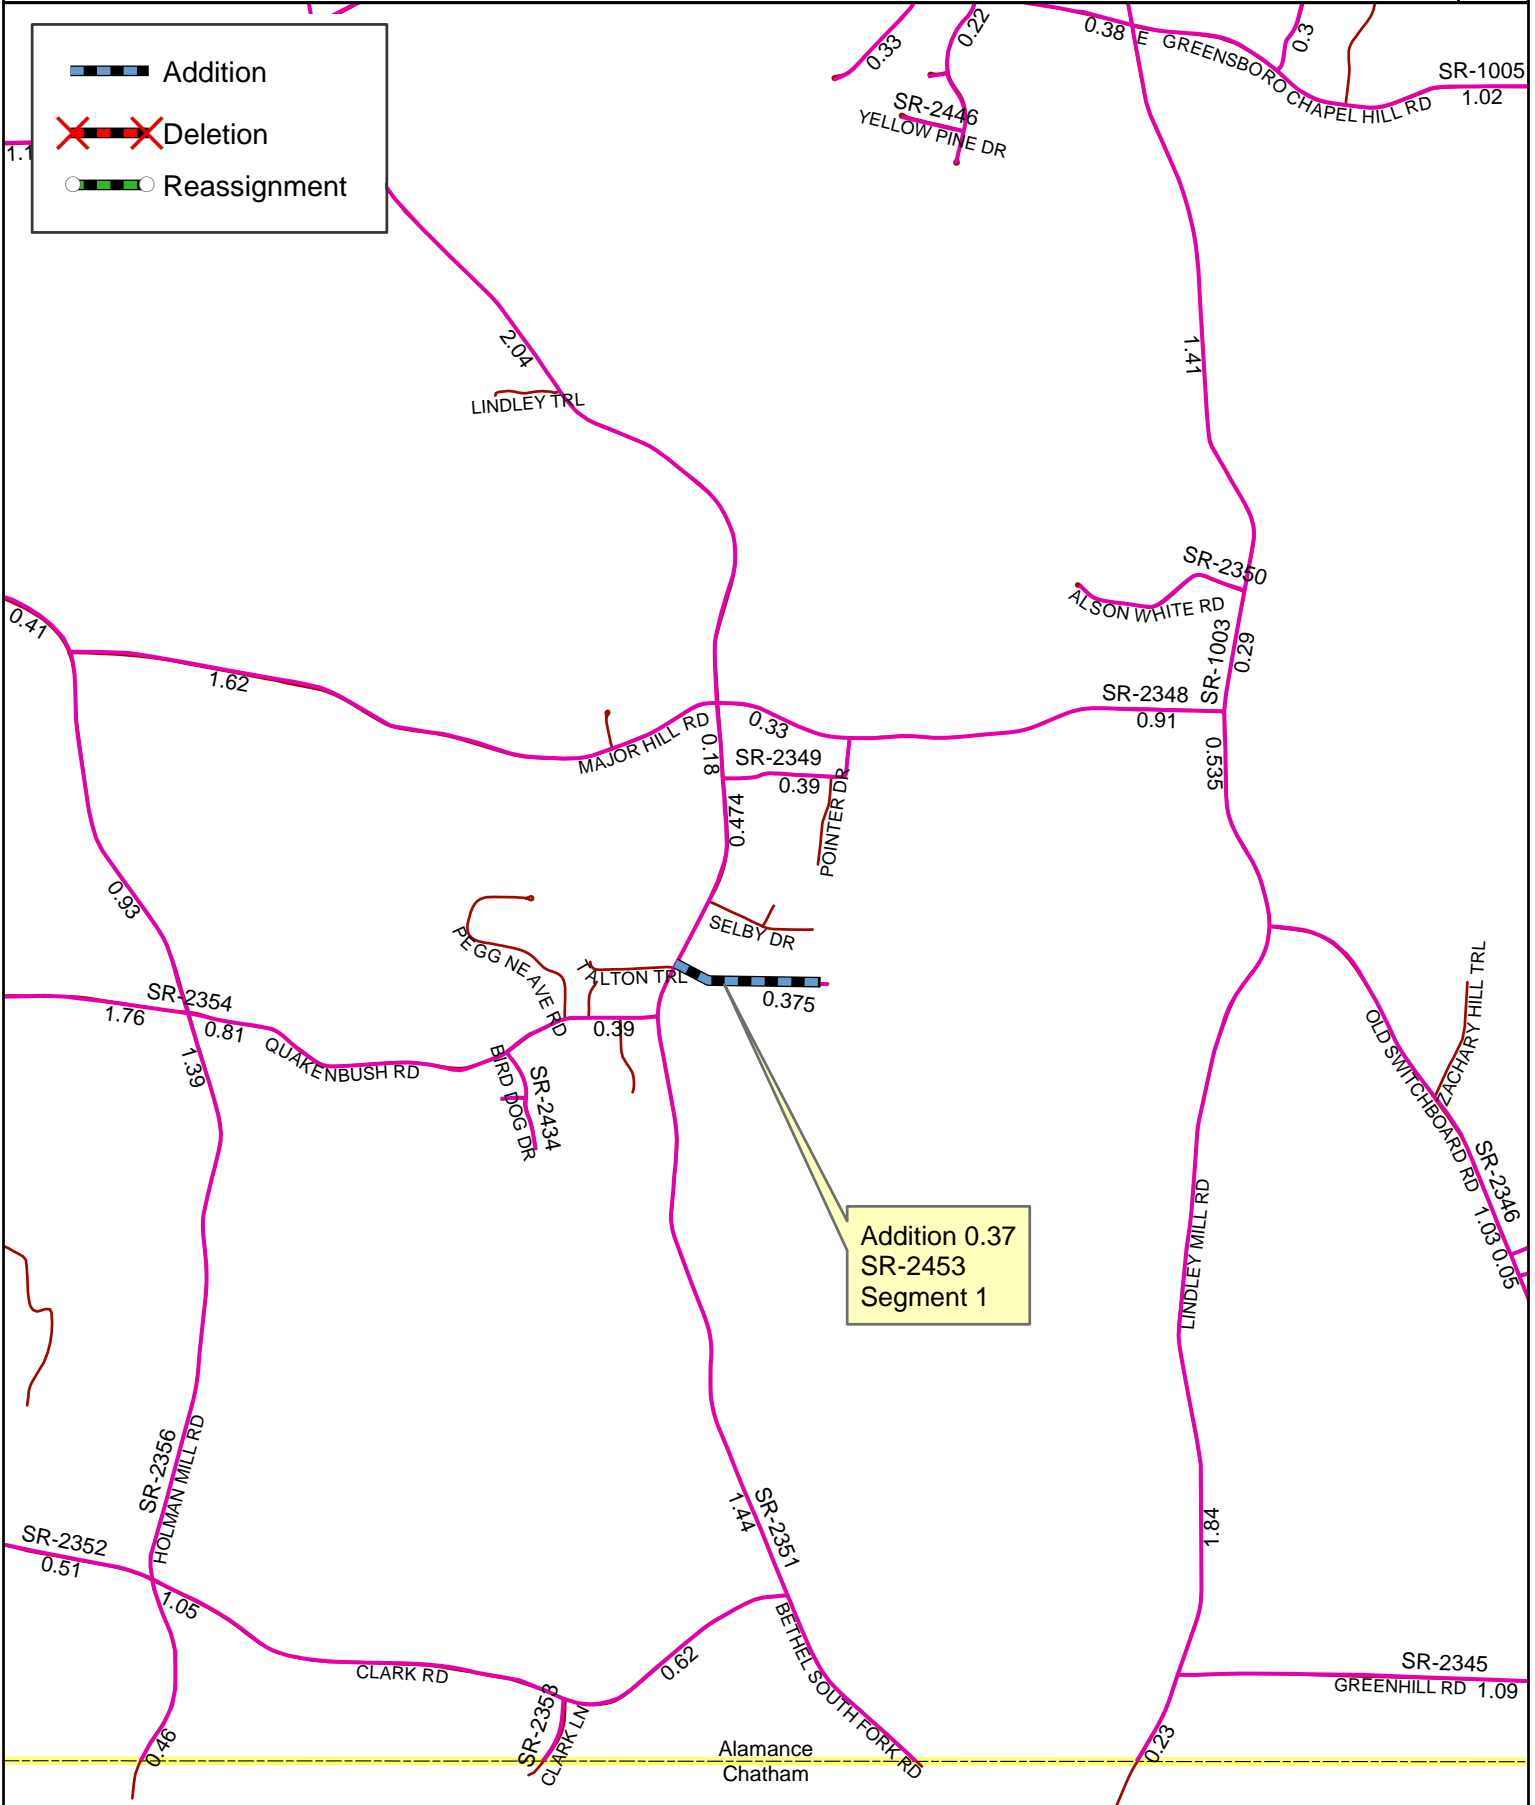 Addition
Deletion
Reassignment
0.33
0.22
0.38
E GREENSBORO CHAPEL HILL RD
0.3
SR-1005
1.02
SR-2446
YELLOW PINE DR
2.04
LINDLEY TRL
1.41
SR-2350
ALSON WHITE RD
SR-1003
0.29
0.41
1.62
MAJOR HILL RD
0.33
SR-2348
0.91
0.18
SR-2349
0.39
0.535
0.474
POINTER DR
0.93
SELBY DR
PEGG NEAVE RD
TALTON TRL
0.375
SR-2354
1.76
0.81
QUAKENBUSH RD
0.39
1.39
BIRD DOG DR
SR-2434
OLD SWITCHBOARD RD
ZACHARY HILL TRL
SR-2346
1.03
0.05
Addition 0.37
SR-2453
Segment 1
LINDLEY MILL RD
SR-2356
HOLMAN MILL RD
SR-2352
0.51
1.05
1.44
SR-2351
1.84
BETHEL SOUTH FORK RD
CLARK RD
0.62
SR-2353
CLARK LN
SR-2345
GREENHILL RD
1.09
0.46
0.23
Alamance
Chatham